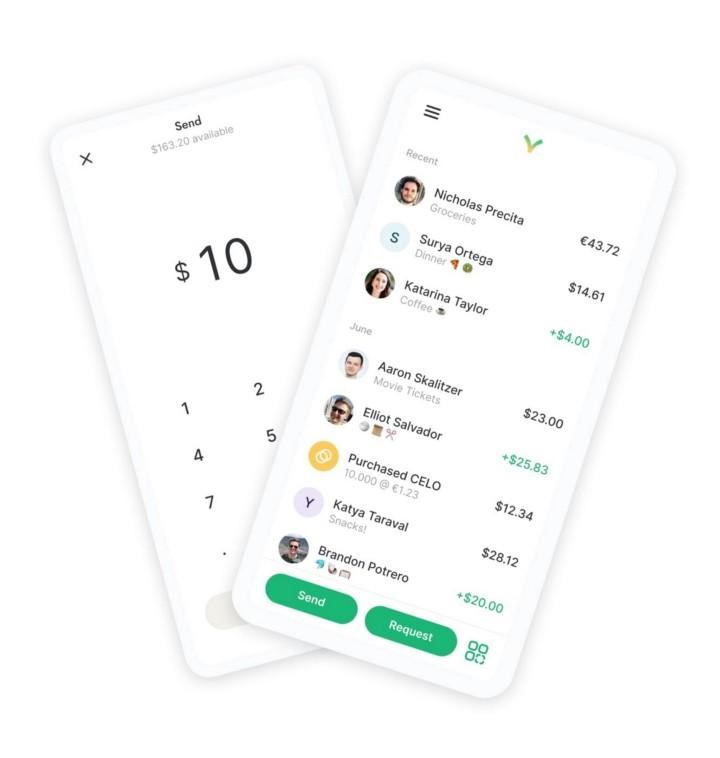 Send
$163.20 available
$ 10
1 2
4 5
7
.
Recent
Nicholas Precita
Groceries
€43.72
S
Surya Ortega
Dinner 🍕🥝
$14.61
Katarina Taylor
Coffee ☕
+$4.00
June
Aaron Skalitzer
Movie Tickets
$23.00
Elliot Salvador
+$25.83
Purchased CELO
10.000 @ €1.23
$12.34
Y
Katya Taraval
Snacks!
$28.12
Brandon Potrero
+$20.00
Send
Request